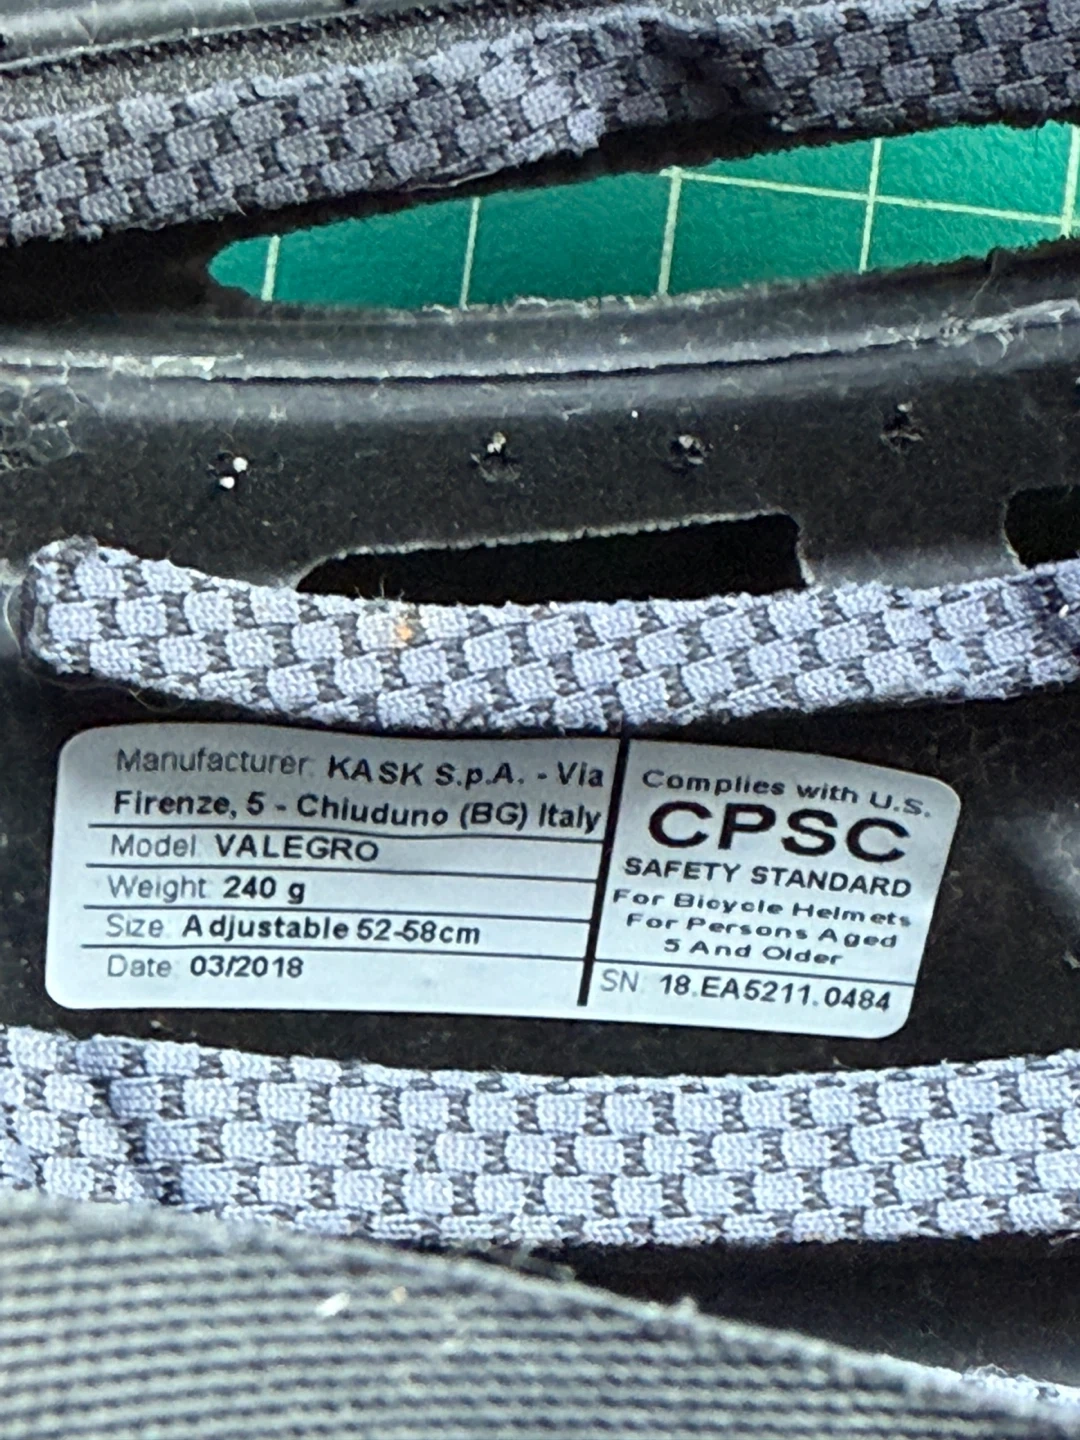 Manufacturer: KASK S.p.A. - Via
Firenze, 5 - Chiuduno (BG) Italy
Model: VALEGRO
Weight: 240 g
Size: Adjustable 52-58cm
Date: 03/2018
Complies with U.S.
CPSC
SAFETY STANDARD
For Bicycle Helmets
For Persons Aged
5 And Older
SN: 18.EA5211.0484